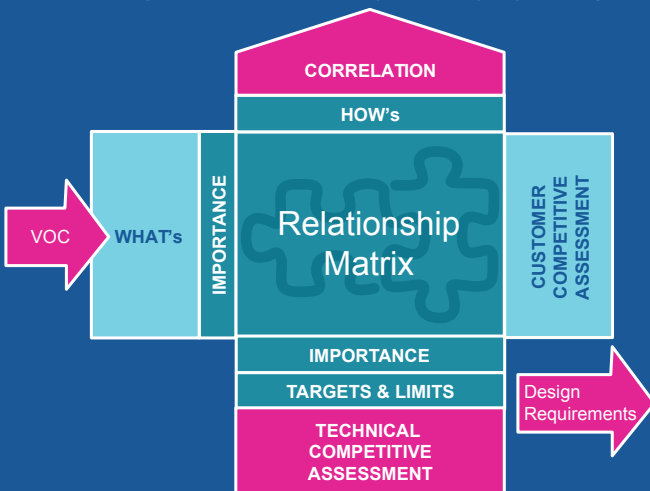 CORRELATION
HOW's
VOC
WHAT's
IMPORTANCE
Relationship
Matrix
CUSTOMER
COMPETITIVE
ASSESSMENT
IMPORTANCE
TARGETS & LIMITS
TECHNICAL
COMPETITIVE
ASSESSMENT
Design
Requirements